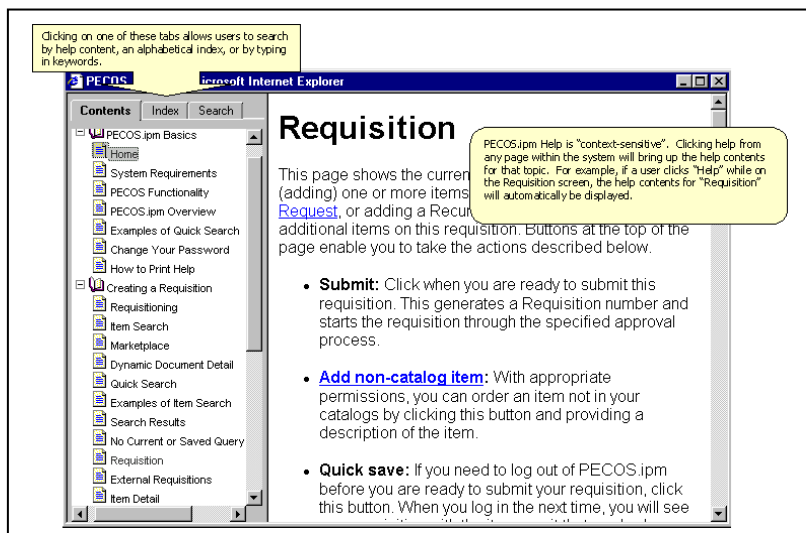 Clicking on one of these tabs allows users to search
by help content, an alphabetical index, or by typing
in keywords.
PECOS
icrosoft Internet Explorer
Contents Index Search
PECOS.ipm Basics
Home
System Requirements
PECOS Functionality
PECOS.ipm Overview
Examples of Quick Search
Change Your Password
How to Print Help
Creating a Requisition
Requisitioning
Item Search
Marketplace
Dynamic Document Detail
Quick Search
Examples of Item Search
Search Results
No Current or Saved Query
Requisition
External Requisitions
Item Detail
Requisition
PECOS.ipm Help is “context-sensitive”. Clicking help from
any page within the system will bring up the help contents
for that topic. For example, if a user clicks “Help” while on
the Requisition screen, the help contents for “Requisition”
will automatically be displayed.
This page shows the curren
(adding) one or more items
Request, or adding a Recur
additional items on this requisition. Buttons at the top of the
page enable you to take the actions described below.
• Submit: Click when you are ready to submit this
requisition. This generates a Requisition number and
starts the requisition through the specified approval
process.
• Add non-catalog item: With appropriate
permissions, you can order an item not in your
catalogs by clicking this button and providing a
description of the item.
• Quick save: If you need to log out of PECOS.ipm
before you are ready to submit your requisition, click
this button. When you log in the next time, you will see